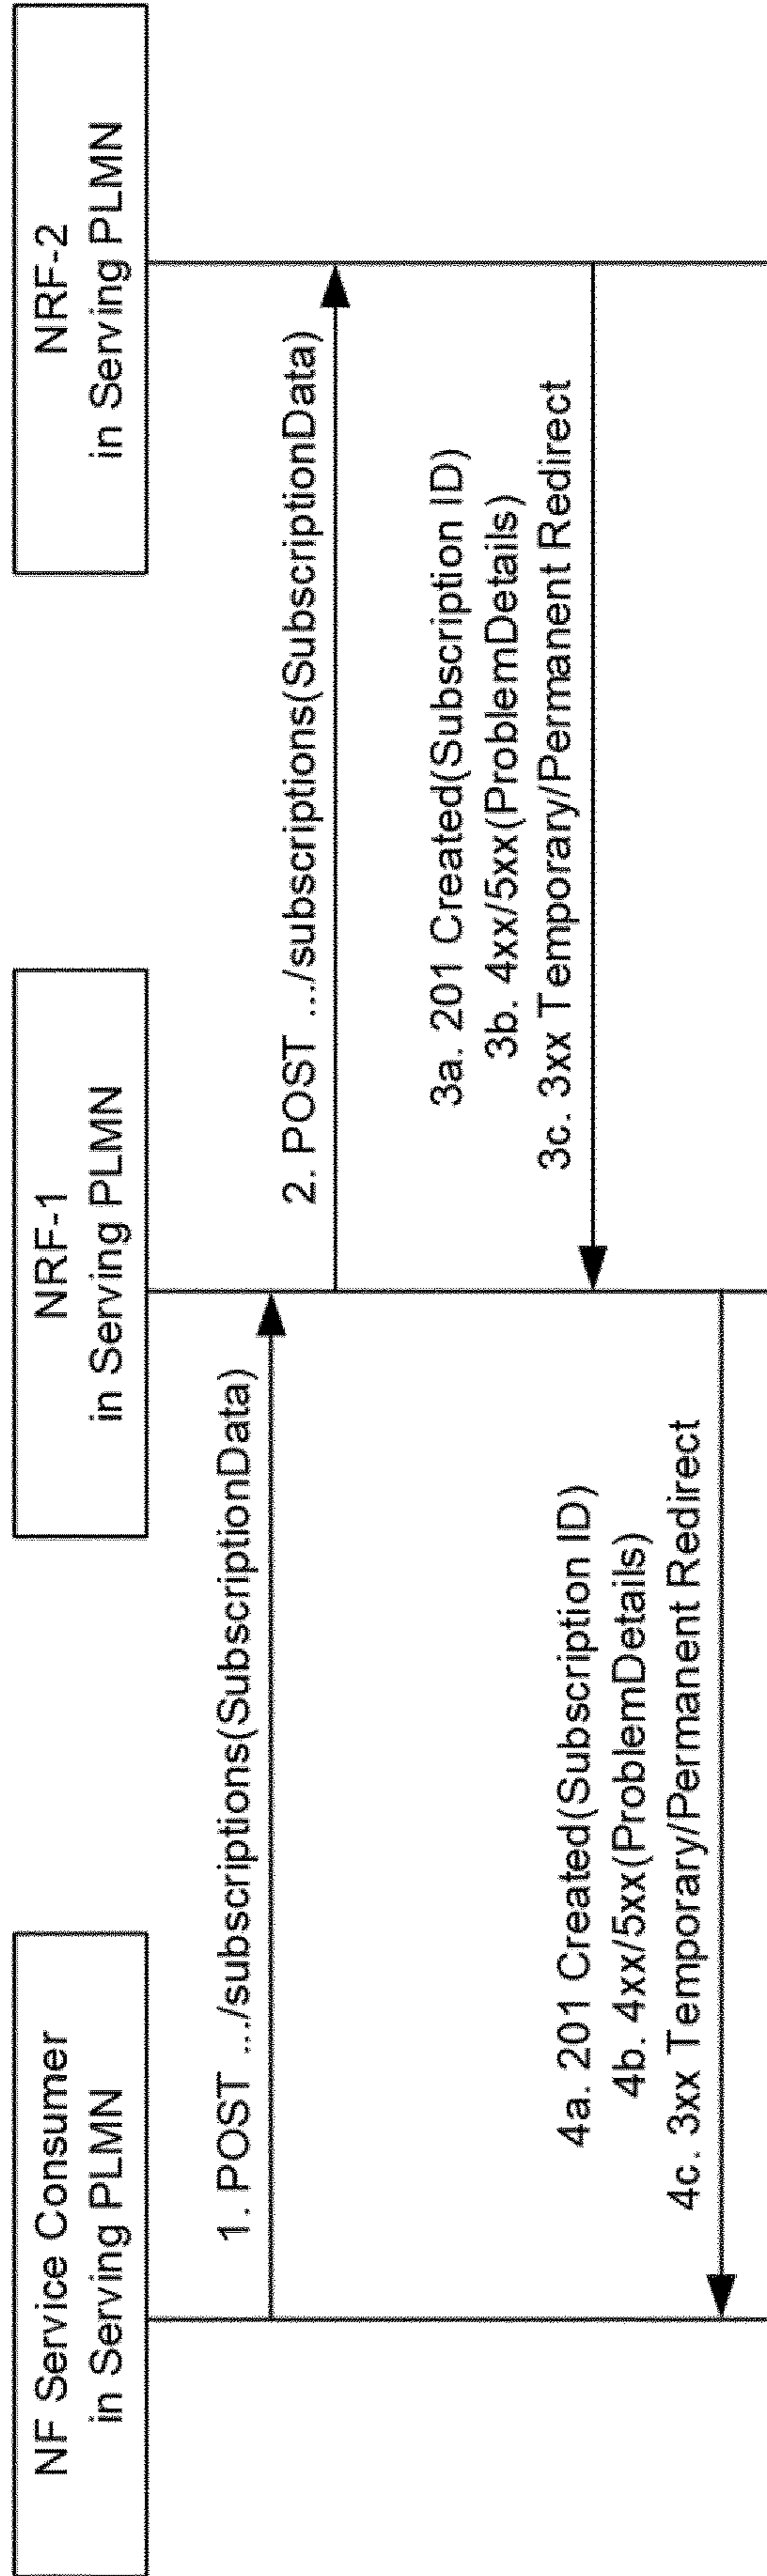 NF Service Consumer
in Serving PLMN
NRF-1
in Serving PLMN
NRF-2
in Serving PLMN
1. POST .../subscriptions(SubscriptionData)
2. POST .../subscriptions(SubscriptionData)
3a. 201 Created(Subscription ID)
3b. 4xx/5xx(ProblemDetails)
3c. 3xx Temporary/Permanent Redirect
4a. 201 Created(Subscription ID)
4b. 4xx/5xx(ProblemDetails)
4c. 3xx Temporary/Permanent Redirect